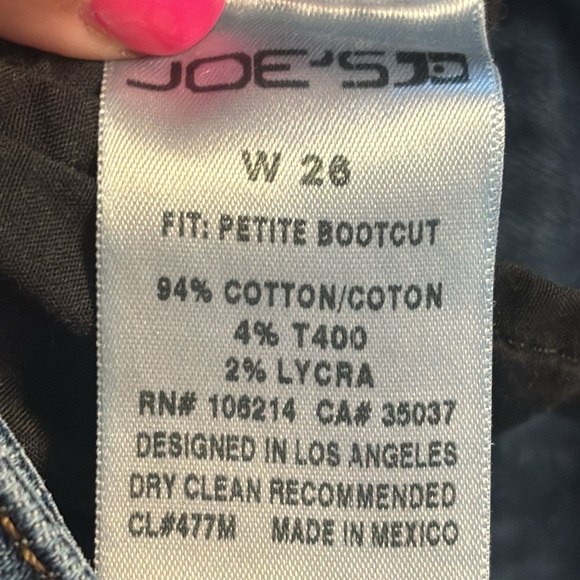 JOE'S JD
W 26
FIT: PETITE BOOTCUT
94% COTTON/COTON
4% T400
2% LYCRA
RN# 106214 CA# 35037
DESIGNED IN LOS ANGELES
DRY CLEAN RECOMMENDED
CL#477M MADE IN MEXICO